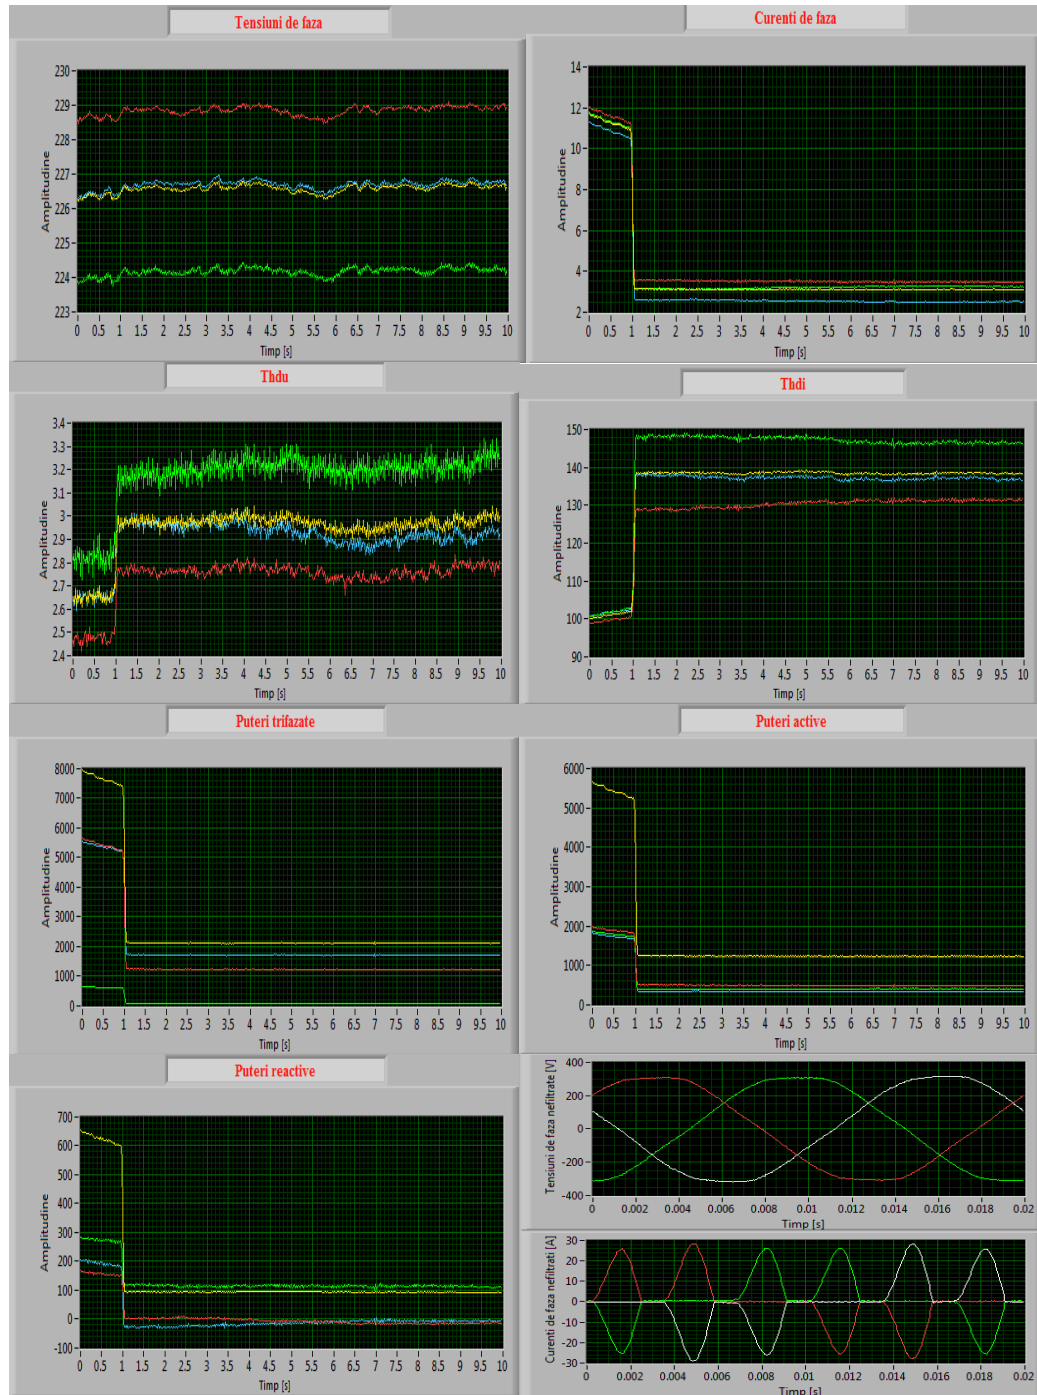 Tensiuni de faza
Curenti de faza
Amplitudine
230
229
228
227
226
225
224
223
0 0.5 1 1.5 2 2.5 3 3.5 4 4.5 5 5.5 6 6.5 7 7.5 8 8.5 9 9.5 10
Timp [s]
Amplitudine
14
12
10
8
6
4
2
0 0.5 1 1.5 2 2.5 3 3.5 4 4.5 5 5.5 6 6.5 7 7.5 8 8.5 9 9.5 10
Timp [s]
Thdu
Thdi
Amplitudine
3.4
3.3
3.2
3.1
3
2.9
2.8
2.7
2.6
2.5
2.4
0 0.5 1 1.5 2 2.5 3 3.5 4 4.5 5 5.5 6 6.5 7 7.5 8 8.5 9 9.5 10
Timp [s]
Amplitudine
150
140
130
120
110
100
90
0 0.5 1 1.5 2 2.5 3 3.5 4 4.5 5 5.5 6 6.5 7 7.5 8 8.5 9 9.5 10
Timp [s]
Puteri trifazate
Puteri active
Amplitudine
8000
7000
6000
5000
4000
3000
2000
1000
0
0 0.5 1 1.5 2 2.5 3 3.5 4 4.5 5 5.5 6 6.5 7 7.5 8 8.5 9 9.5 10
Timp [s]
Amplitudine
6000
5000
4000
3000
2000
1000
0
0 0.5 1 1.5 2 2.5 3 3.5 4 4.5 5 5.5 6 6.5 7 7.5 8 8.5 9 9.5 10
Timp [s]
Puteri reactive
Amplitudine
700
600
500
400
300
200
100
0
-100
0 0.5 1 1.5 2 2.5 3 3.5 4 4.5 5 5.5 6 6.5 7 7.5 8 8.5 9 9.5 10
Timp [s]
Tensiuni de faza nefiltrate [V]
400
200
0
-200
-400
0 0.002 0.004 0.006 0.008 0.01 0.012 0.014 0.016 0.018 0.02
Timp [s]
Curenti de faza nefiltrati [A]
30
20
10
0
-10
-20
-30
0 0.002 0.004 0.006 0.008 0.01 0.012 0.014 0.016 0.018 0.02
Timp [s]